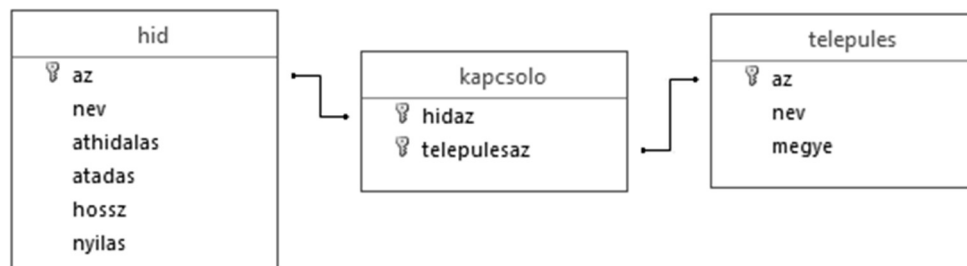 hid
az
nev
athidalas
atadas
hossz
nyilas
kapcsolo
hidaz
telepulesaz
telepules
az
nev
megye